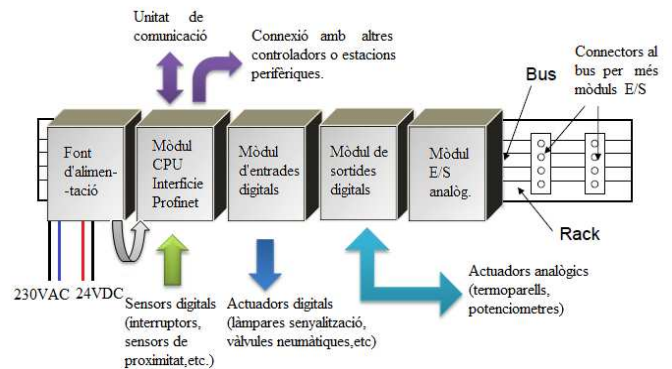 Unitat de
comunicació
Connexió amb altres
controladors o estacions
perifèriques.
Connectors al
bus per més
mòduls E/S
Bus
Font
d'alimen-
-tació
Mòdul
CPU
Interfície
Profinet
Mòdul
d'entrades
digitals
Mòdul de
sortides
digitals
Mòdul
E/S
analòg.
Rack
230VAC 24VDC
Sensors digitals
(interruptors,
sensors de
proximitat,etc.)
Actuadors digitals
(làmpares senyalització,
vàlvules neumàtiques,etc)
Actuadors analògics
(termoparells,
potenciometres)